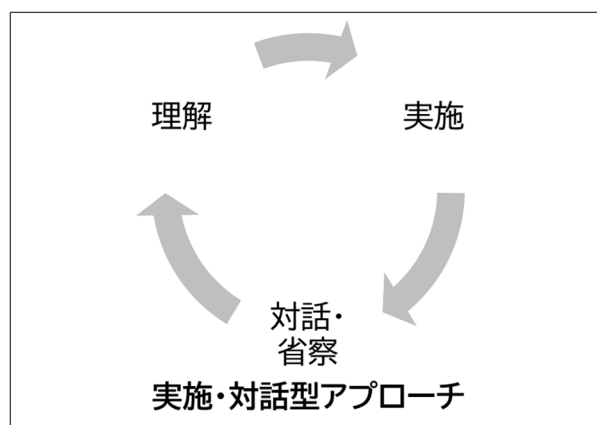 理解
実施
対話・
省察
実施・対話型アプローチ